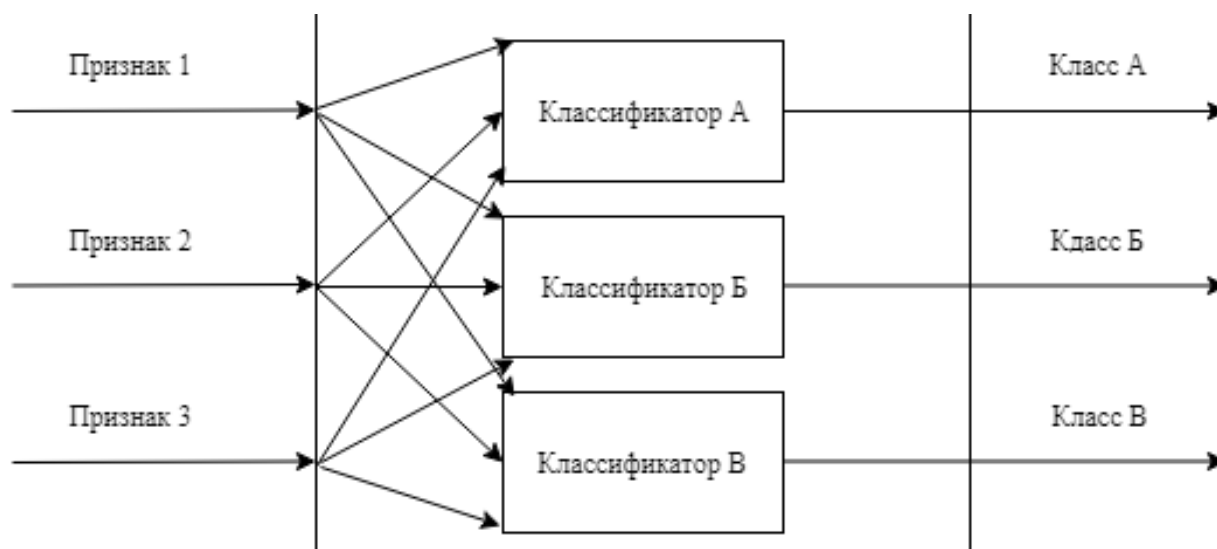 Признак 1
Классификатор А
Класс А
Признак 2
Классификатор Б
Кдасс Б
Признак 3
Классификатор В
Класс В